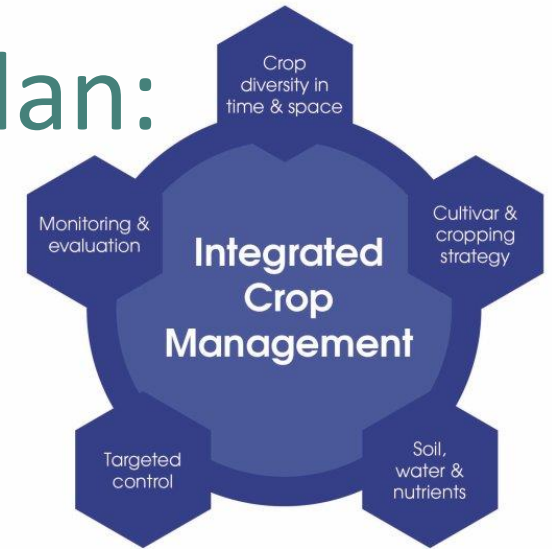 lan:
Crop
diversity in
time & space
Monitoring &
evaluation
Cultivar &
cropping
strategy
Integrated
Crop
Management
Targeted
control
Soil,
water &
nutrients